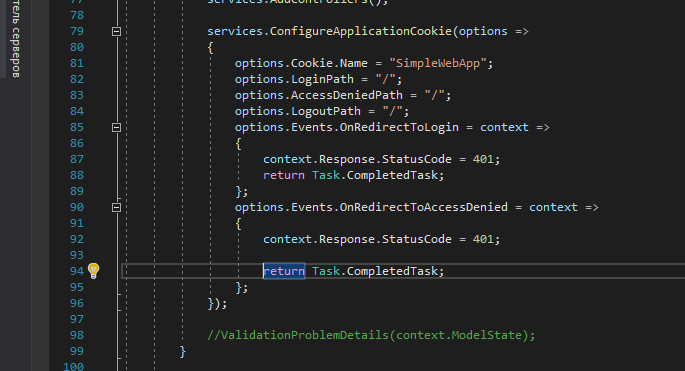 тель серверов
77 services.AddControllers();
78
79 services.ConfigureApplicationCookie(options =>
80 {
81 options.Cookie.Name = "SimpleWebApp";
82 options.LoginPath = "/";
83 options.AccessDeniedPath = "/";
84 options.LogoutPath = "/";
85 options.Events.OnRedirectToLogin = context =>
86 {
87 context.Response.StatusCode = 401;
88 return Task.CompletedTask;
89 };
90 options.Events.OnRedirectToAccessDenied = context =>
91 {
92 context.Response.StatusCode = 401;
93
94 return Task.CompletedTask;
95 };
96 });
97
98 //ValidationProblemDetails(context.ModelState);
99 }
100